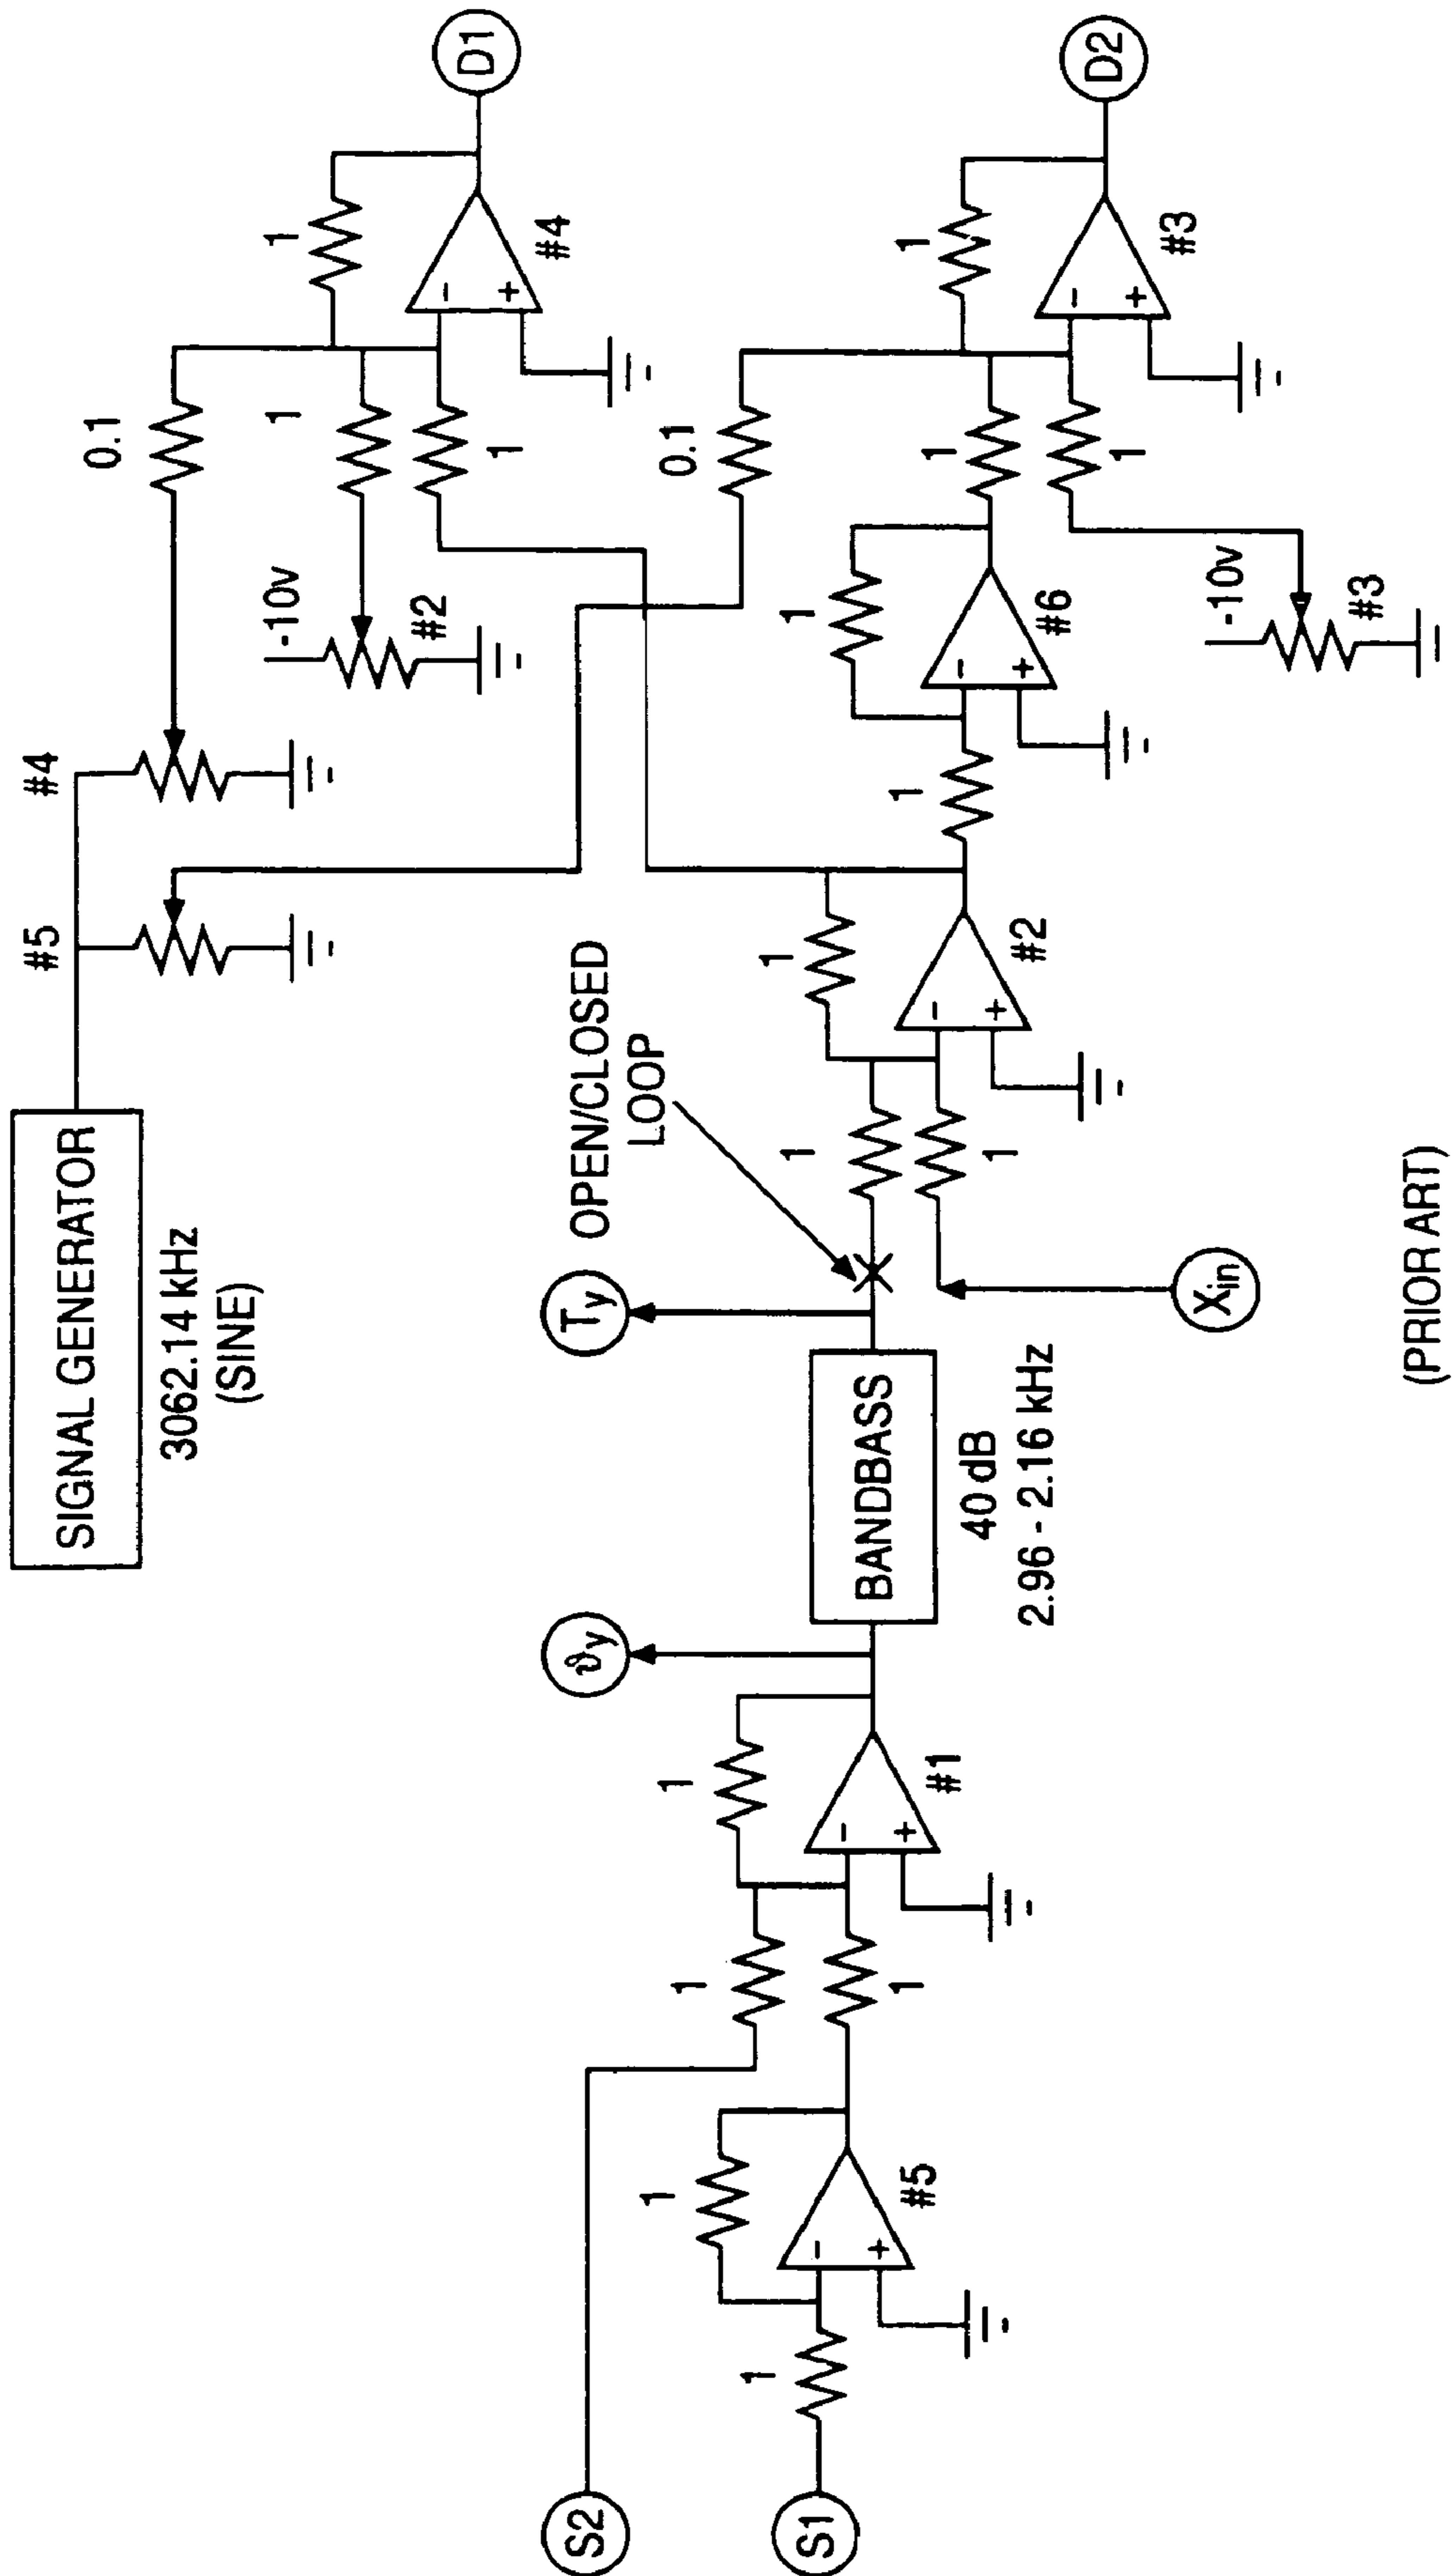 SIGNAL GENERATOR
3062.14 kHz
(SINE)
#5
#4
0.1
-10v
#2
1
1
1
-
+
#4
D1
S2
S1
1
1
-
+
#5
1
1
1
-
+
#1
ϑy
BANDBASS
40 dB
2.96 - 2.16 kHz
Ty
OPEN/CLOSED
LOOP
Xin
1
1
1
-
+
#2
1
1
-
+
#6
0.1
1
1
-10v
#3
1
-
+
#3
D2
(PRIOR ART)